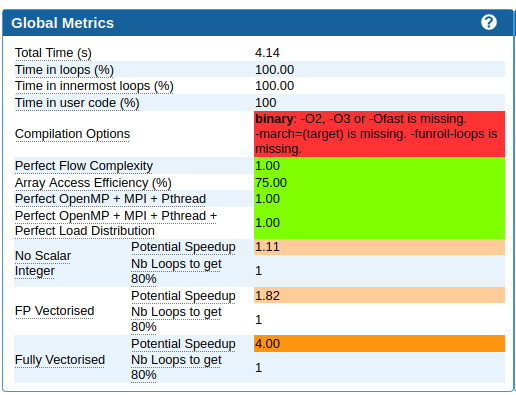 Global Metrics ?
Total Time (s) 4.14
Time in loops (%) 100.00
Time in innermost loops (%) 100.00
Time in user code (%) 100
Compilation Options binary: -O2, -O3 or -Ofast is missing.
-march=(target) is missing. -funroll-loops is
missing.
Perfect Flow Complexity 1.00
Array Access Efficiency (%) 75.00
Perfect OpenMP + MPI + Pthread 1.00
Perfect OpenMP + MPI + Pthread +
Perfect Load Distribution 1.00
No Scalar
Integer
Potential Speedup 1.11
Nb Loops to get
80% 1
FP Vectorised
Potential Speedup 1.82
Nb Loops to get
80% 1
Fully Vectorised
Potential Speedup 4.00
Nb Loops to get
80% 1